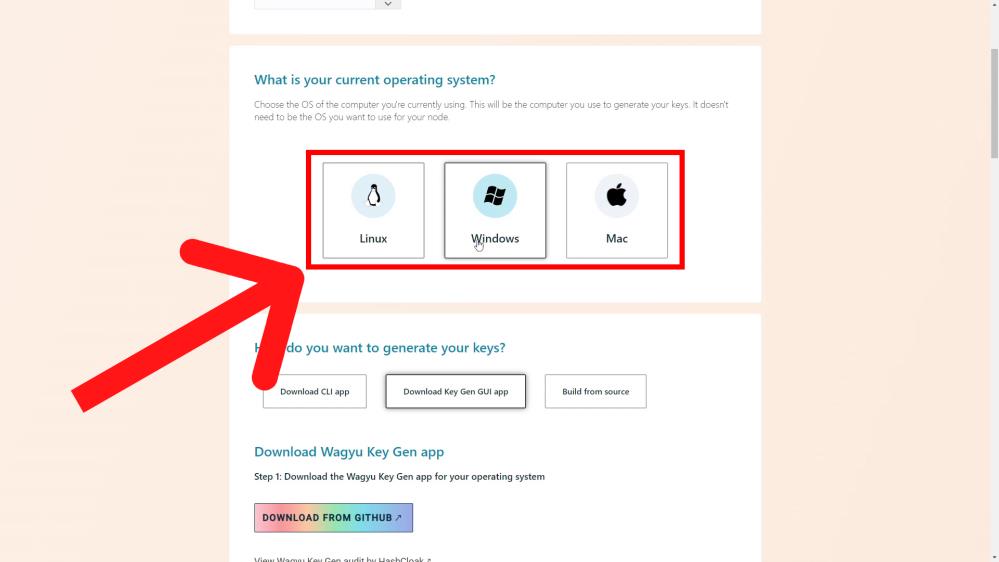 What is your current operating system?
Choose the OS of the computer you're currently using. This will be the computer you use to generate your keys. It doesn't
need to be the OS you want to use for your node.
Linux
Windows
Mac
do you want to generate your keys?
Download CLI app
Download Key Gen GUI app
Build from source
Download Wagyu Key Gen app
Step 1: Download the Wagyu Key Gen app for your operating system
DOWNLOAD FROM GITHUB ↗
View Wagyu Key Gen audit by HashCloak ↗